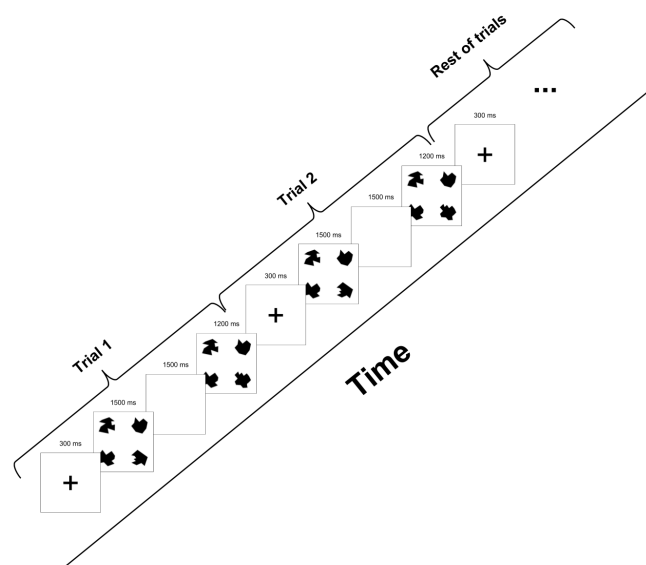 Rest of trials
...
300 ms
1200 ms
Trial 2
1500 ms
1500 ms
300 ms
1200 ms
Time
Trial 1
1500 ms
1500 ms
300 ms